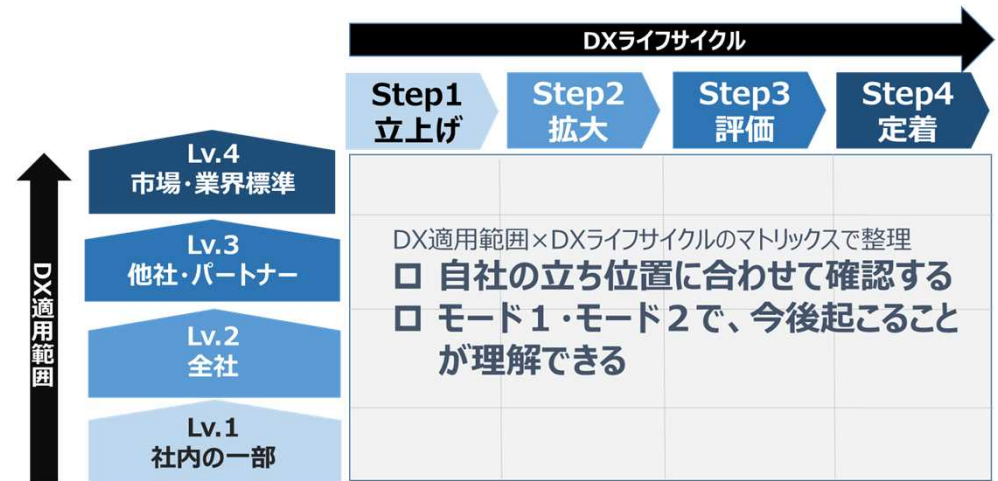 DXライフサイクル
Step1
立上げ
Step2
拡大
Step3
評価
Step4
定着
DX適用範囲
Lv.4
市場・業界標準
Lv.3
他社・パートナー
Lv.2
全社
Lv.1
社内の一部
DX適用範囲×DXライフサイクルのマトリックスで整理
□ 自社の立ち位置に合わせて確認する
□ モード１・モード２で、今後起こること
が理解できる